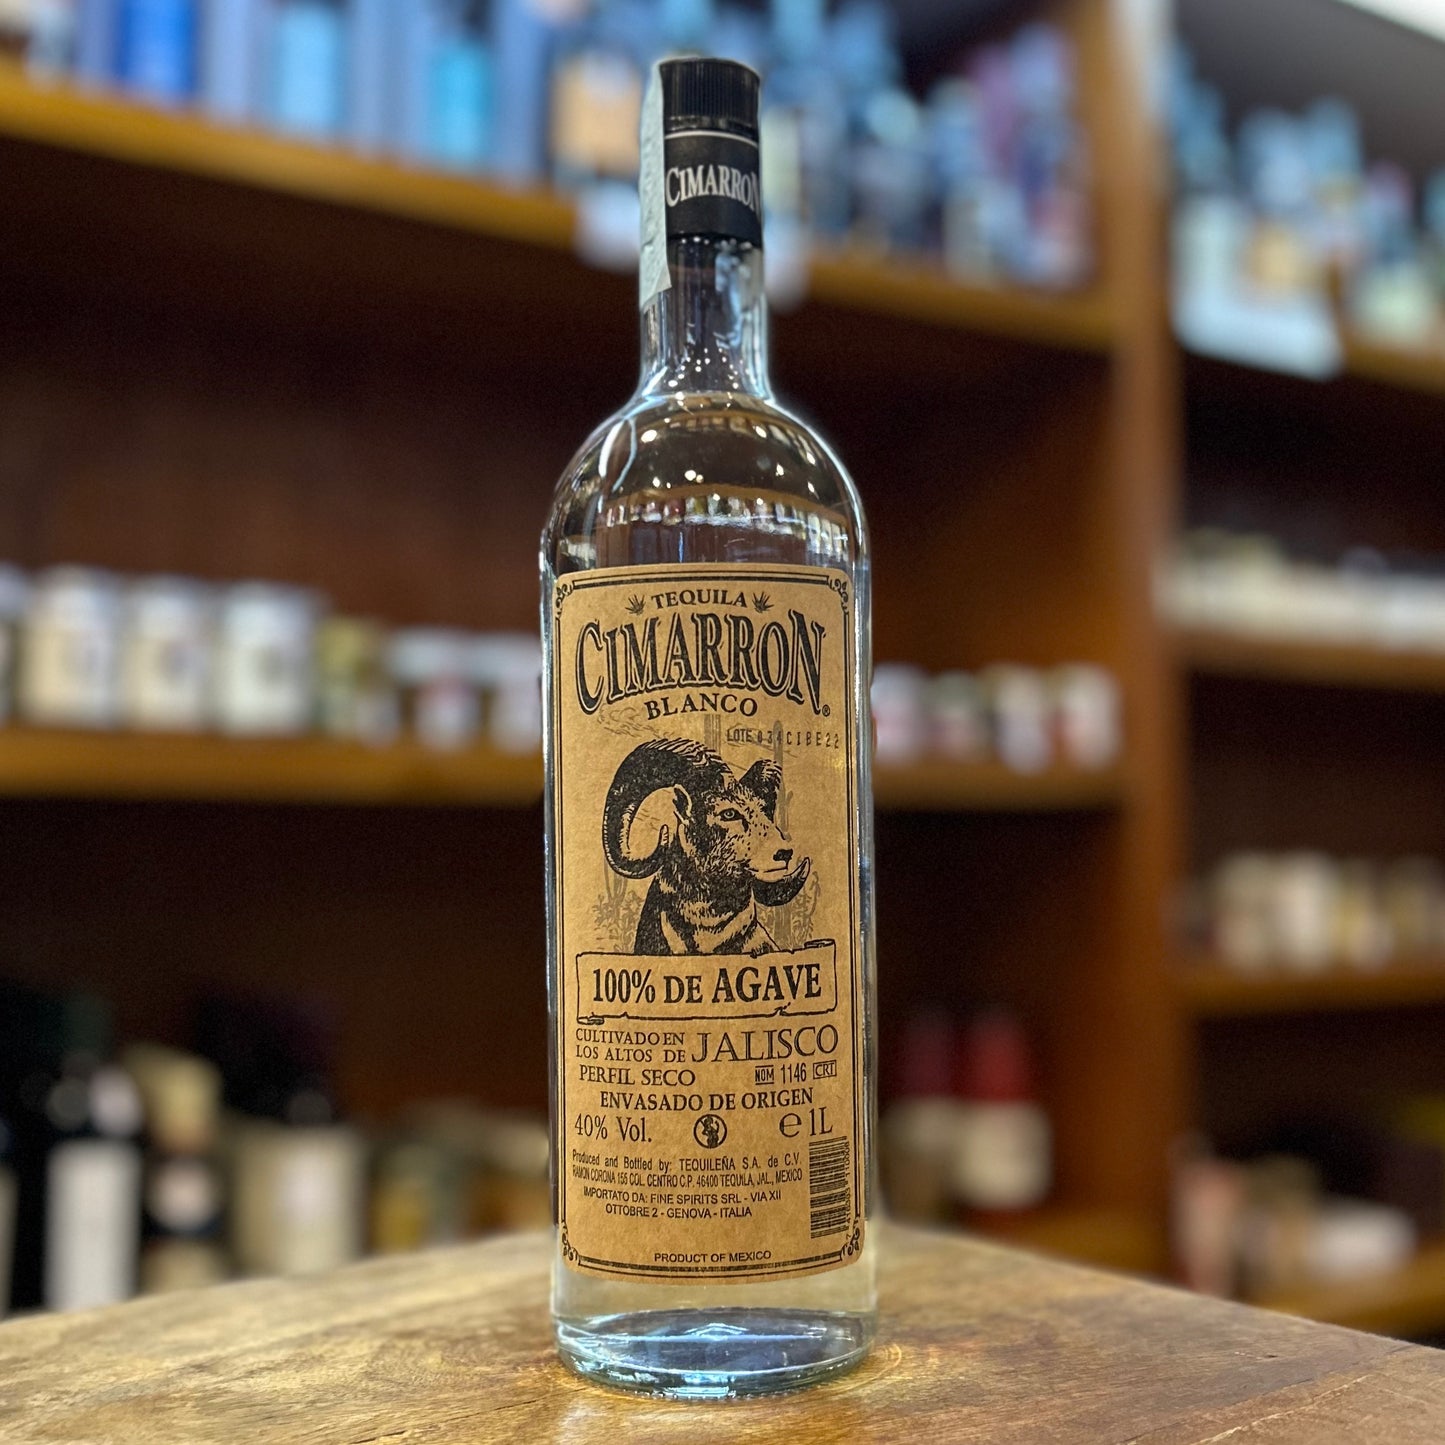 CIMARRON
TEQUILA
CIMARRON®
BLANCO
LOTE 034CIBE22
100% DE AGAVE
CULTIVADO EN
LOS ALTOS DE JALISCO
PERFIL SECO NOM 1146 CRT
ENVASADO DE ORIGEN
40% Vol. e 1L
Produced and Bottled by: TEQUILEÑA S.A. de C.V.
RAMON CORONA 155 COL. CENTRO C.P. 46400 TEQUILA, JAL., MEXICO
IMPORTATO DA: FINE SPIRITS SRL - VIA XII
OTTOBRE 2 - GENOVA - ITALIA
PRODUCT OF MEXICO